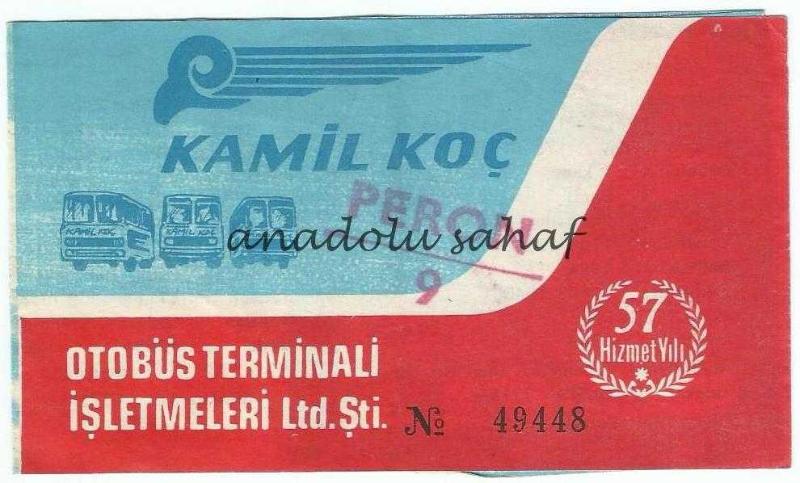 KAMİL KOÇ
KAMİL KOÇ
KAMİL KOÇ
PERON
9
anadolu sahaf
57
Hizmet Yılı
OTOBÜS TERMİNALİ
İŞLETMELERİ Ltd. Şti.
№ 49448